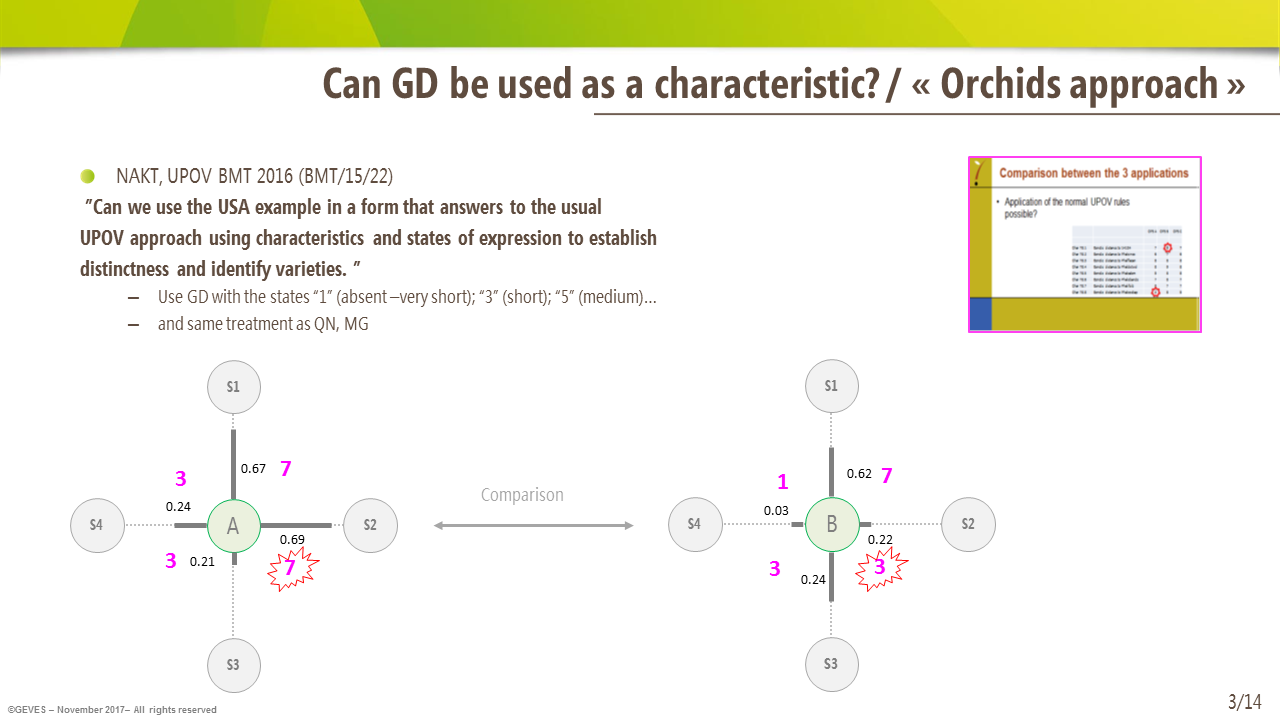 Can GD be used as a characteristic? / « Orchids approach »
NAKT, UPOV BMT 2016 (BMT/15/22)
”Can we use the USA example in a form that answers to the usual
UPOV approach using characteristics and states of expression to establish
distinctness and identify varieties. ”
– Use GD with the states “1” (absent –very short); “3” (short); “5” (medium)…
– and same treatment as QN, MG
Comparison between the 3 applications
• Application of the normal UPOV rules
possible?
S1
0.67 7
3
0.24
S4
A
S2
0.69
3 0.21
7
S3
Comparison
S1
0.62 7
1
0.03
S4
B
S2
0.22
3 0.24
3
S3
©GEVES – November 2017– All rights reserved
3/14